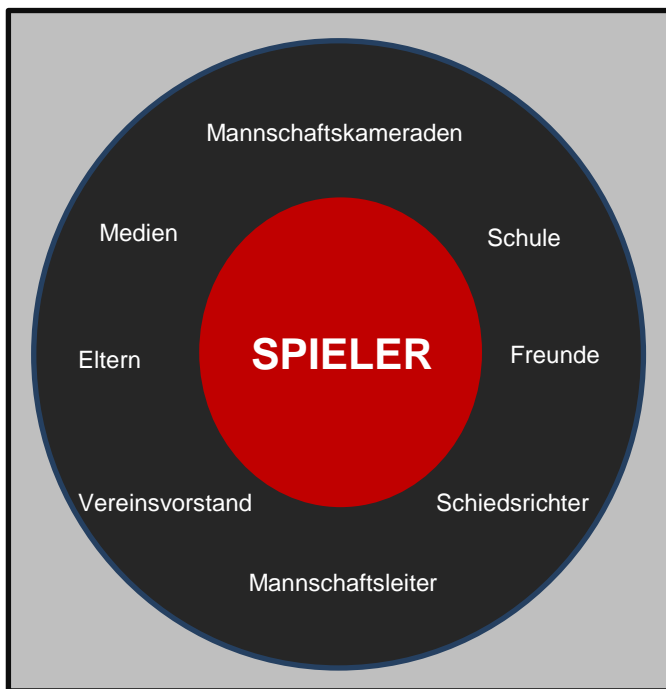 Mannschaftskameraden
Medien
Schule
SPIELER
Eltern
Freunde
Vereinsvorstand
Schiedsrichter
Mannschaftsleiter